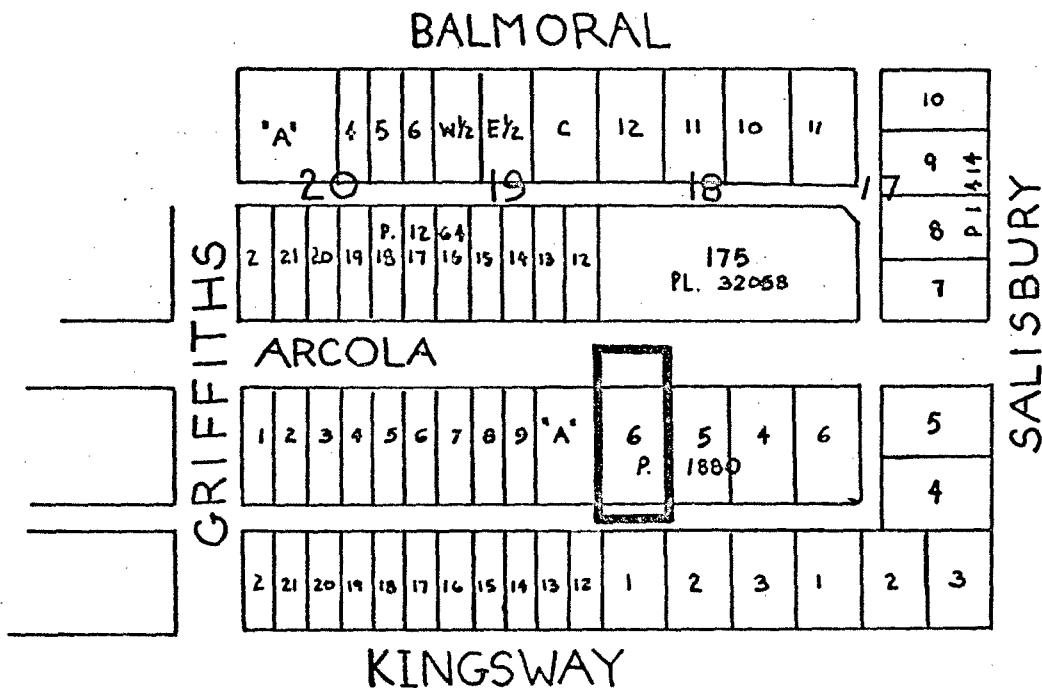 BALMORAL
"A" 4 5 6 W½ E½ C 12 11 10 11
10
9
8
7
P 1414
20 19 18 17
P. 1264
2 21 20 19 18 17 16 15 14 13 12
175
PL. 32058
SALISBURY
GRIFFITHS
ARCOLA
1 2 3 4 5 6 7 8 9 "A" 6 5 4 6
P. 1880
5
4
2 21 20 19 18 17 16 15 14 13 12 1 2 3 1 2 3
KINGSWAY